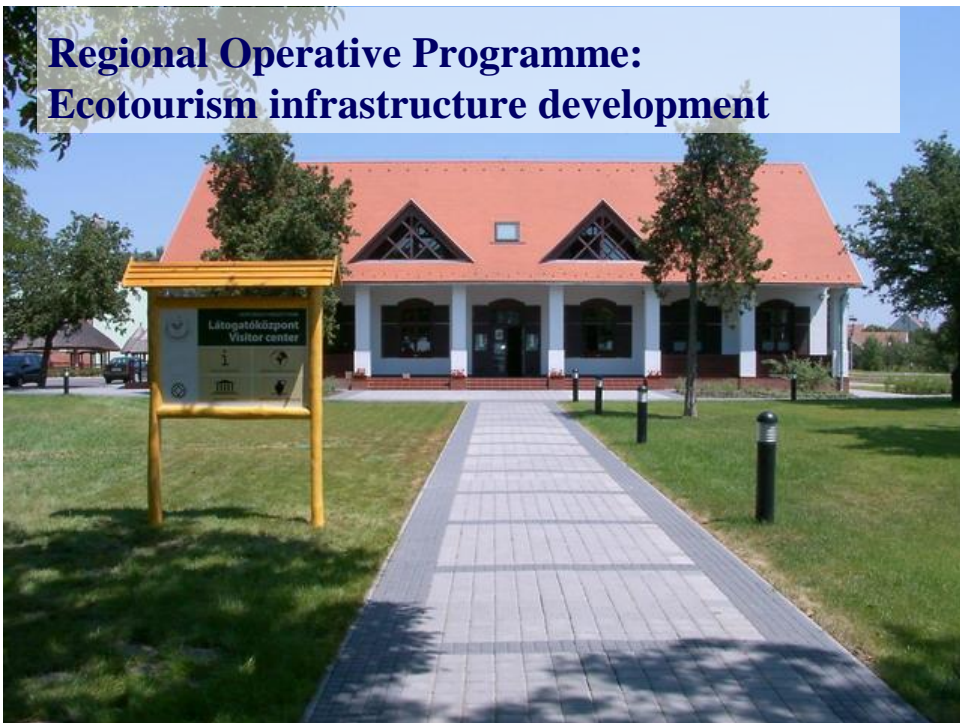 Regional Operative Programme:
Ecotourism infrastructure development
Látogatóközpont
Visitor center
i